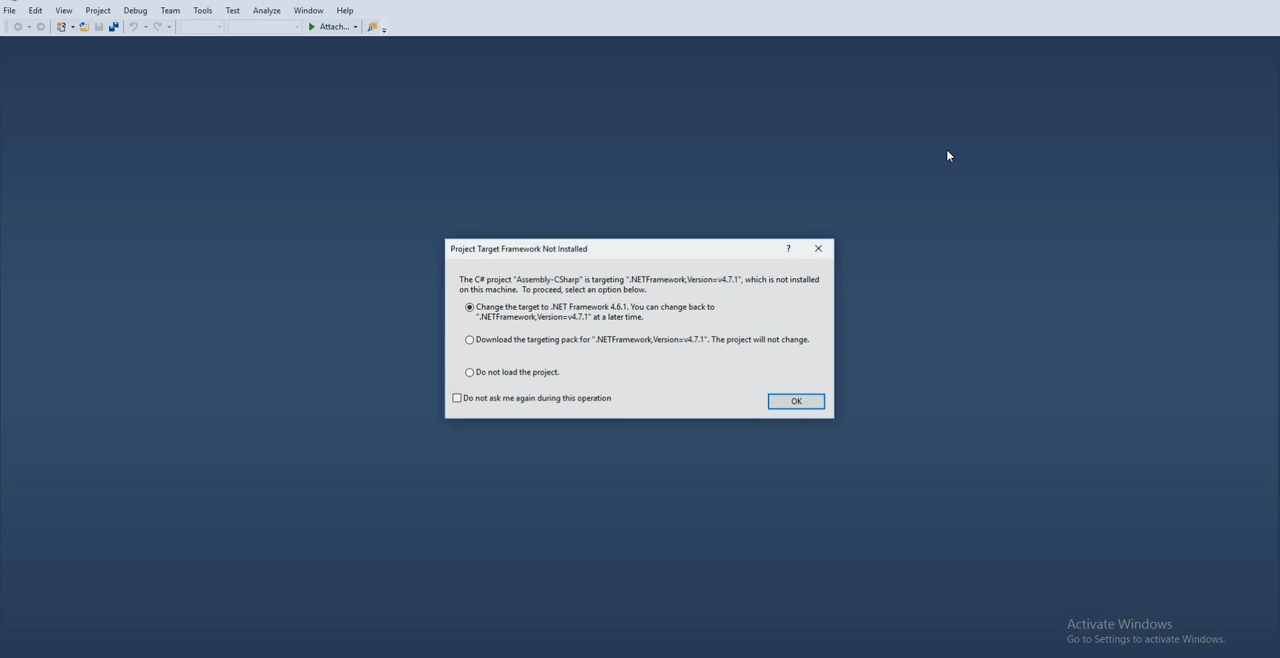 File Edit View Project Debug Team Tools Test Analyze Window Help
Attach...
Project Target Framework Not Installed ?
The C# project "Assembly-CSharp" is targeting ".NETFramework,Version=v4.7.1", which is not installed
on this machine. To proceed, select an option below.
Change the target to .NET Framework 4.6.1. You can change back to
".NETFramework,Version=v4.7.1" at a later time.
Download the targeting pack for ".NETFramework,Version=v4.7.1". The project will not change.
Do not load the project.
Do not ask me again during this operation
OK
Activate Windows
Go to Settings to activate Windows.